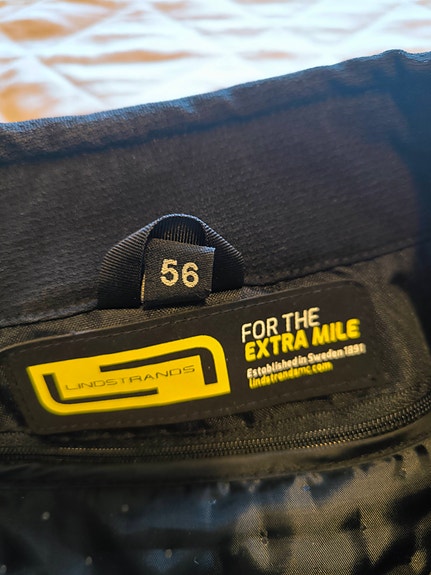 56
LINDSTRANDS
FOR THE
EXTRA MILE
Established in Sweden 1891
lindstrandsmc.com